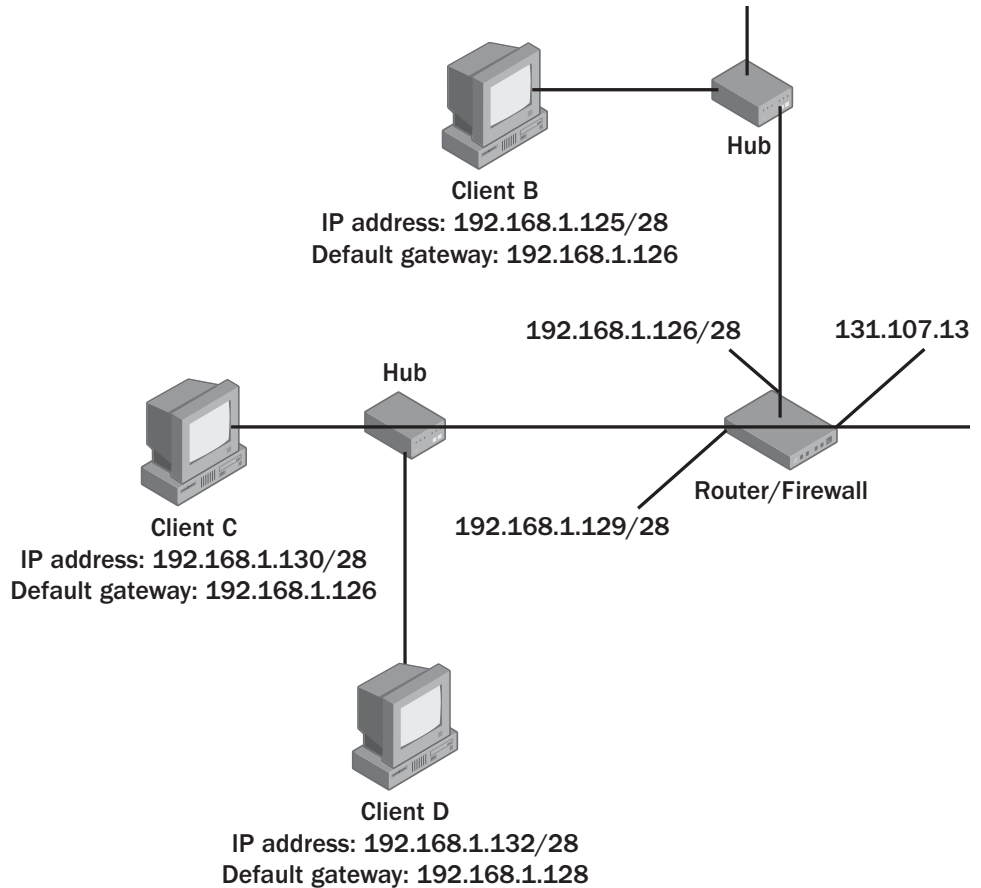 Hub
Client B
IP address: 192.168.1.125/28
Default gateway: 192.168.1.126
192.168.1.126/28
131.107.13
Hub
Router/Firewall
192.168.1.129/28
Client C
IP address: 192.168.1.130/28
Default gateway: 192.168.1.126
Client D
IP address: 192.168.1.132/28
Default gateway: 192.168.1.128